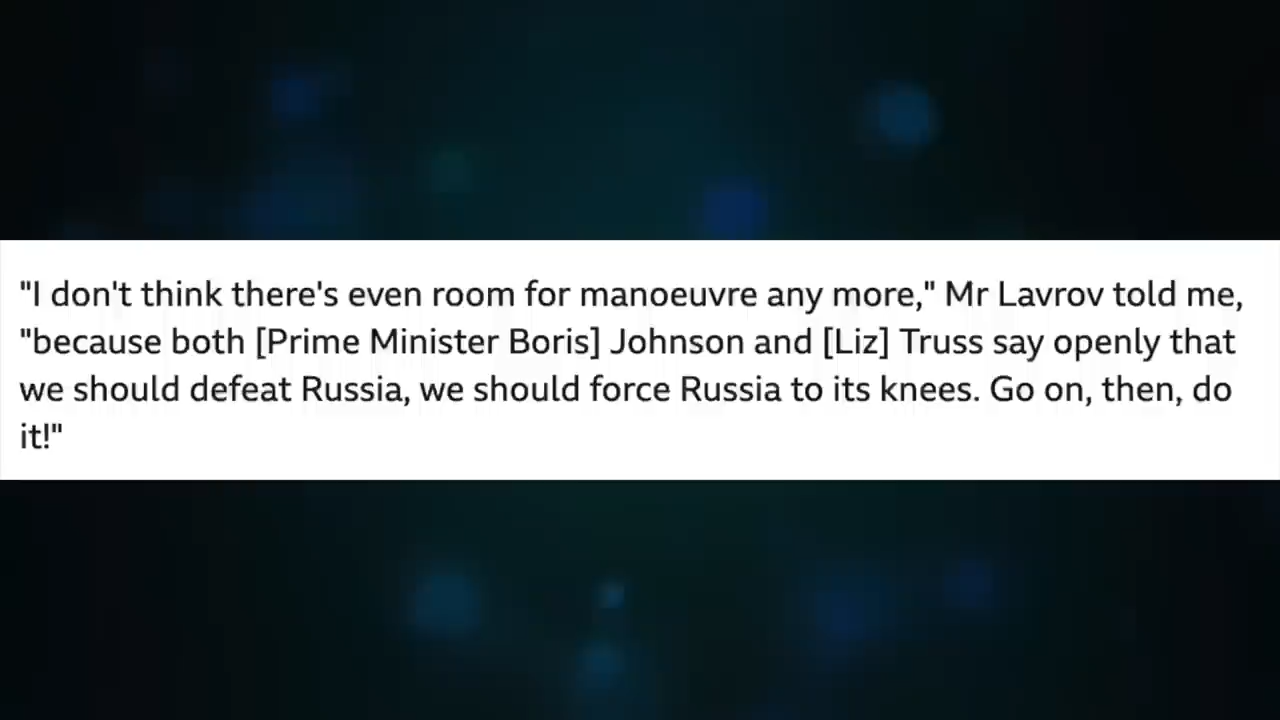 "I don't think there's even room for manoeuvre any more," Mr Lavrov told me,
"because both [Prime Minister Boris] Johnson and [Liz] Truss say openly that
we should defeat Russia, we should force Russia to its knees. Go on, then, do
it!"